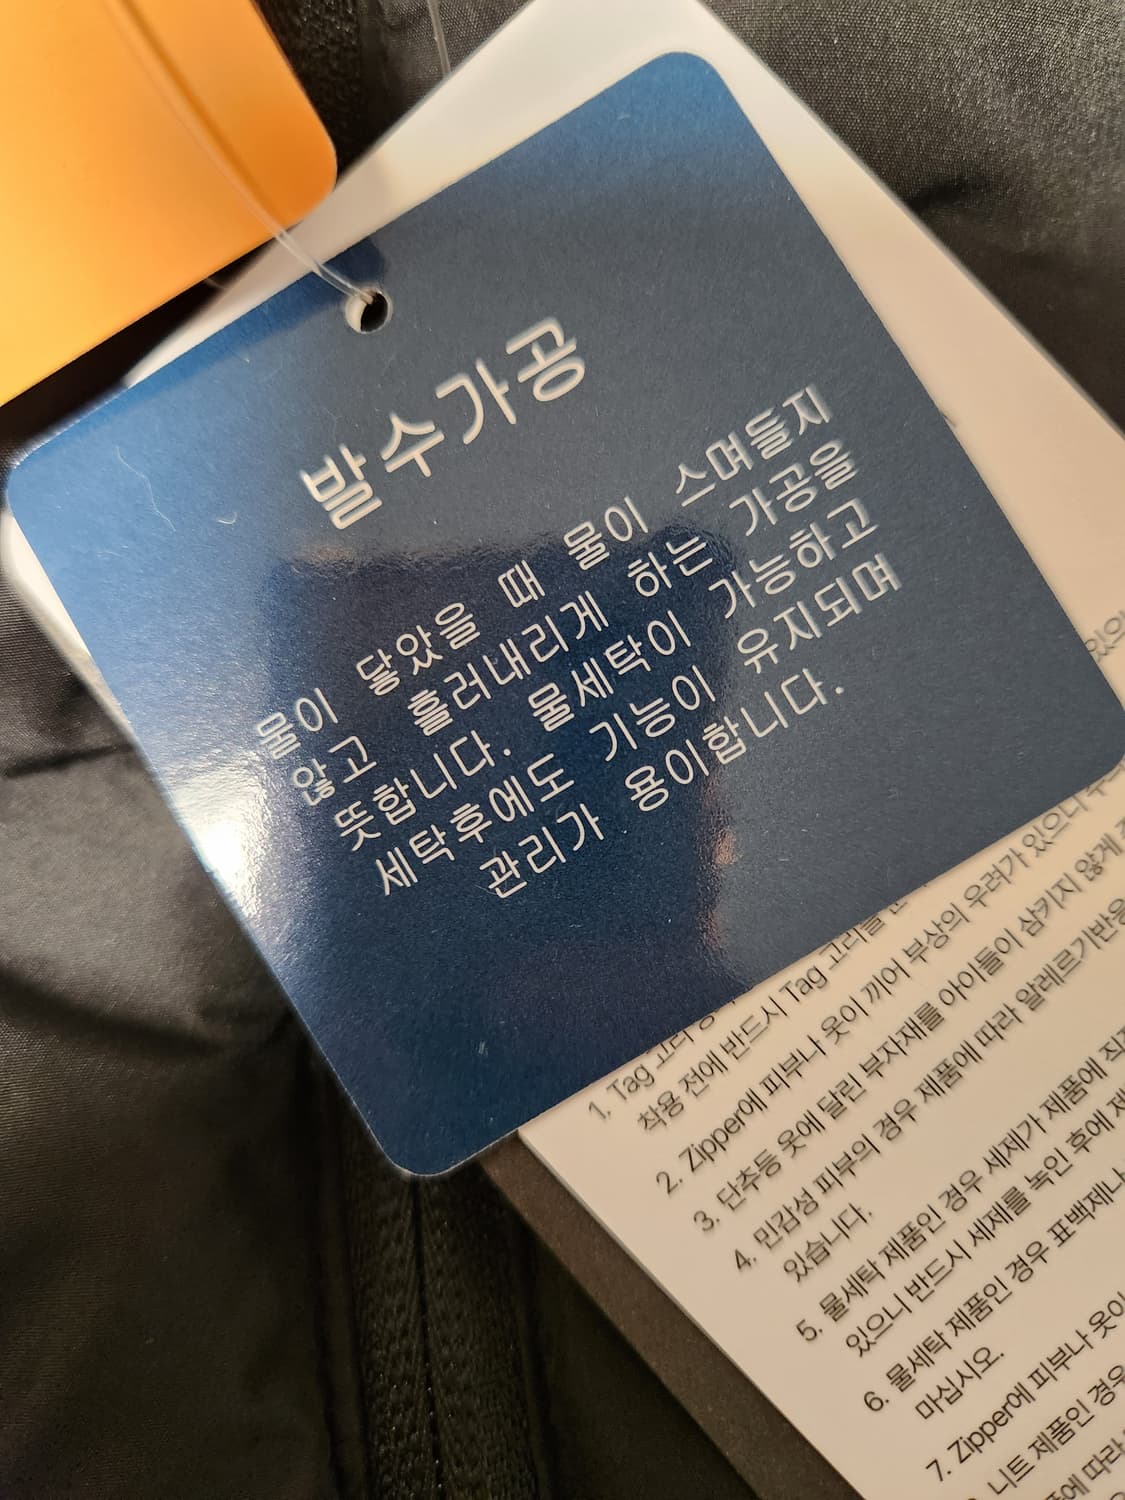 발수가공
물이 닿았을 때 물이 스며들지
않고 흘러내리게 하는 가공을
뜻합니다. 물세탁이 가능하고
세탁후에도 기능이 유지되며
관리가 용이합니다.
있으
1. Tag 고리
착용 전에 반드시 Tag 고리를
2. Zipper에 피부나 옷이 끼어 부상의 우려가 있으니
3. 단추등 옷에 달린 부자재를 아이들이 삼키지 않게
4. 민감성 피부의 경우 제품에 따라 알레르기반응
있습니다.
5. 물세탁 제품인 경우 세제가 제품에
있으니 반드시 세제를 녹인 후에
6. 물세탁 제품인 경우 표백제나
마십시오.
7. Zipper에 피부나 옷이
니트 제품인 경우
따라